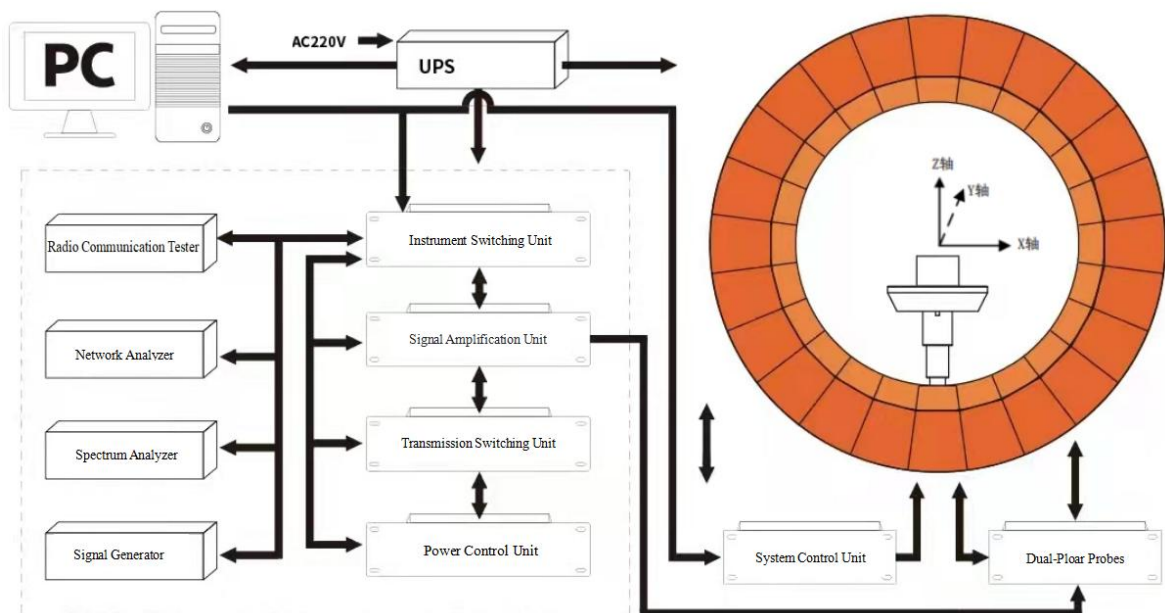 PC
AC220V
UPS
Z轴
Y轴
X轴
Radio Communication Tester
Instrument Switching Unit
Network Analyzer
Signal Amplification Unit
Spectrum Analyzer
Transmission Switching Unit
Signal Generator
Power Control Unit
System Control Unit
Dual-Ploar Probes